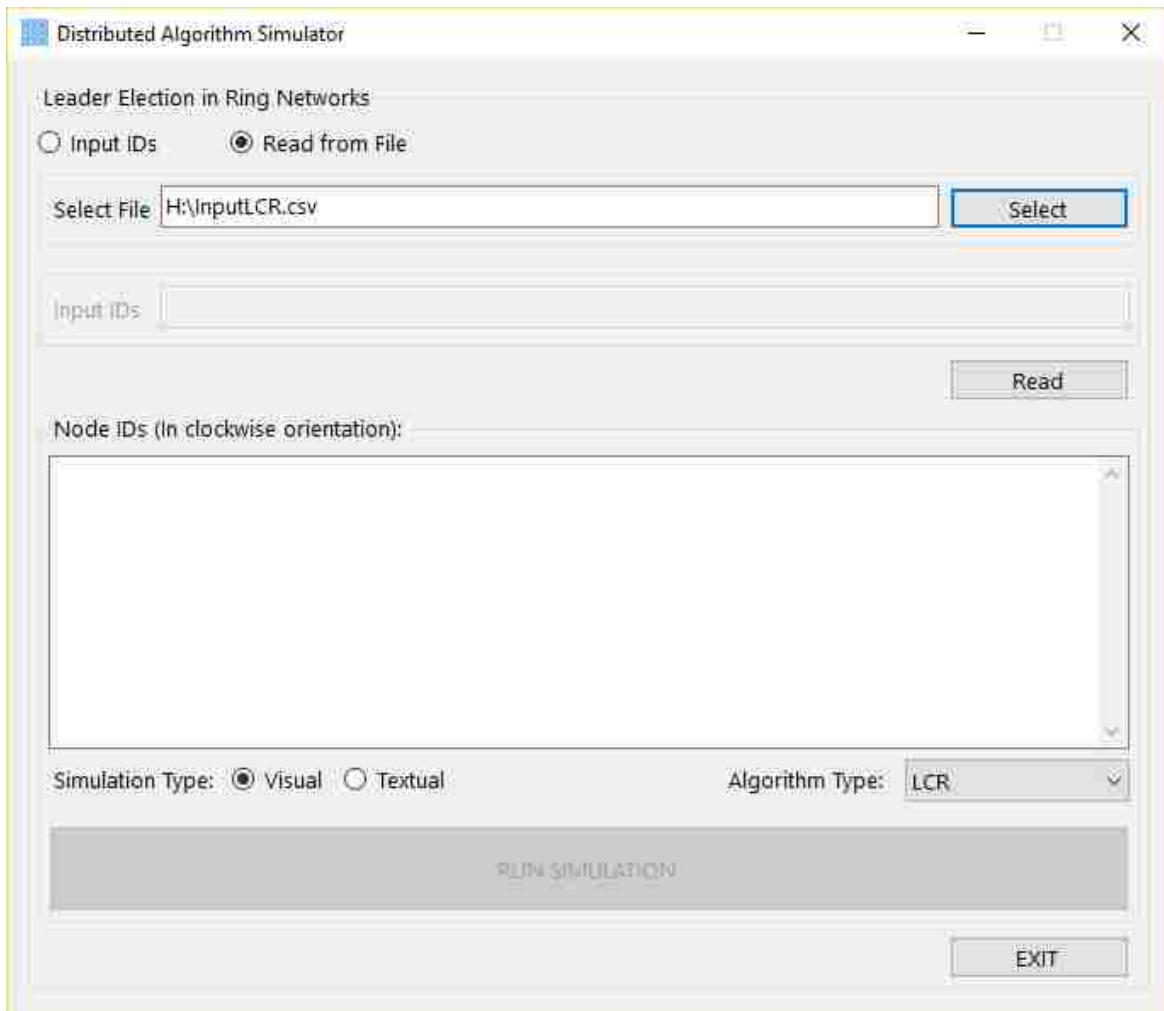 Distributed Algorithm Simulator
Leader Election in Ring Networks
Input IDs Read from File
Select File H:\InputLCR.csv Select
Input IDs
Read
Node IDs (In clockwise orientation):
Simulation Type: Visual Textual Algorithm Type: LCR
RUN SIMULATION
EXIT